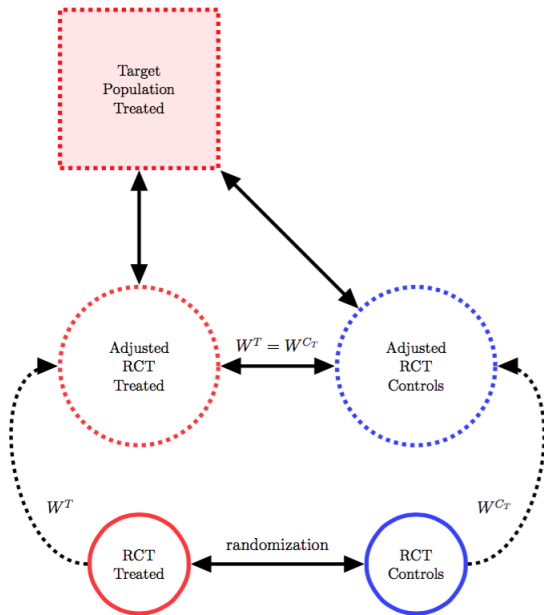 Target
Population
Treated
Adjusted
RCT
Treated
W^T = W^{C_T}
Adjusted
RCT
Controls
W^T
W^{C_T}
RCT
Treated
randomization
RCT
Controls